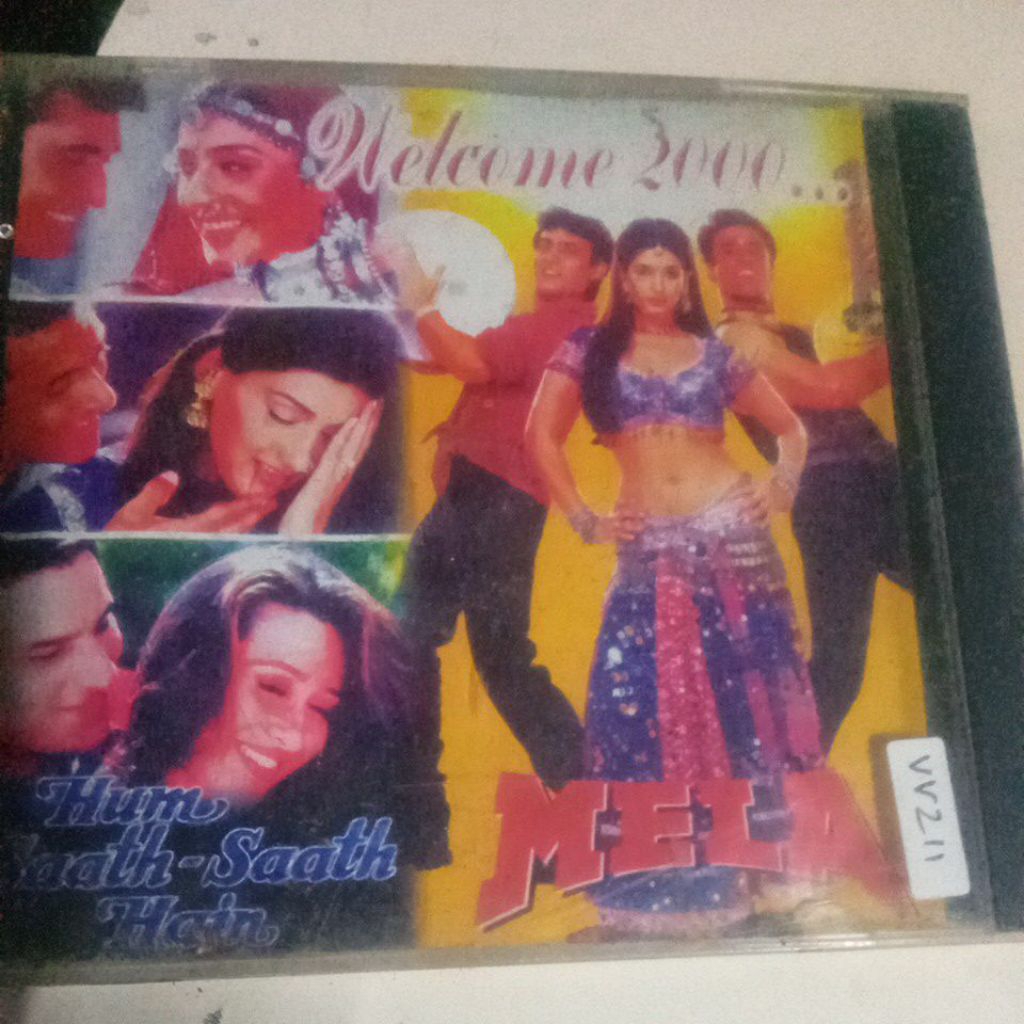 Welcome 2000...
Hum
Saath-Saath
Hain
MELA
VV211